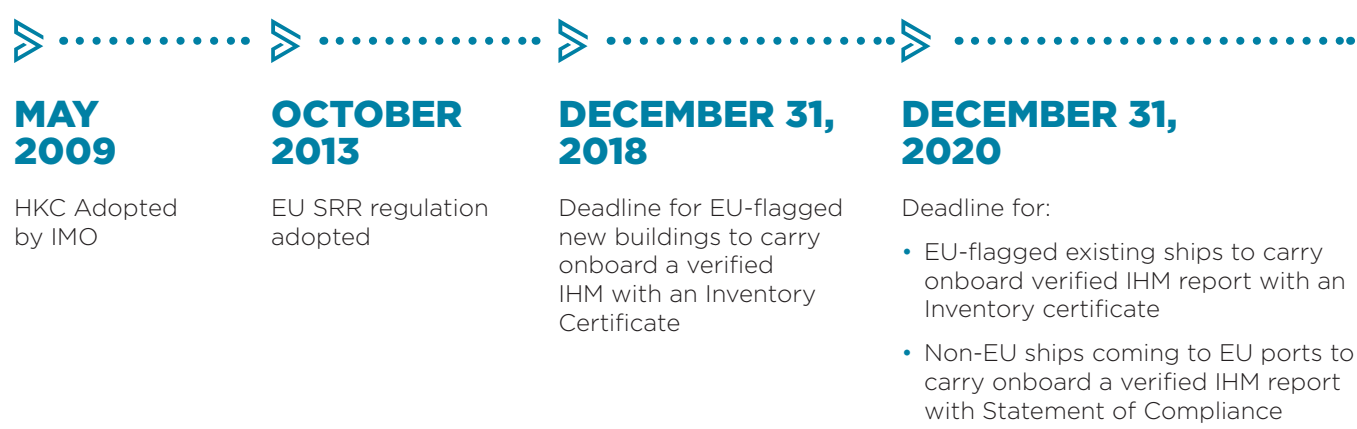 MAY
2009
HKC Adopted
by IMO
OCTOBER
2013
EU SRR regulation
adopted
DECEMBER 31,
2018
Deadline for EU-flagged
new buildings to carry
onboard a verified
IHM with an Inventory
Certificate
DECEMBER 31,
2020
Deadline for:
• EU-flagged existing ships to carry
onboard verified IHM report with an
Inventory certificate
• Non-EU ships coming to EU ports to
carry onboard a verified IHM report
with Statement of Compliance